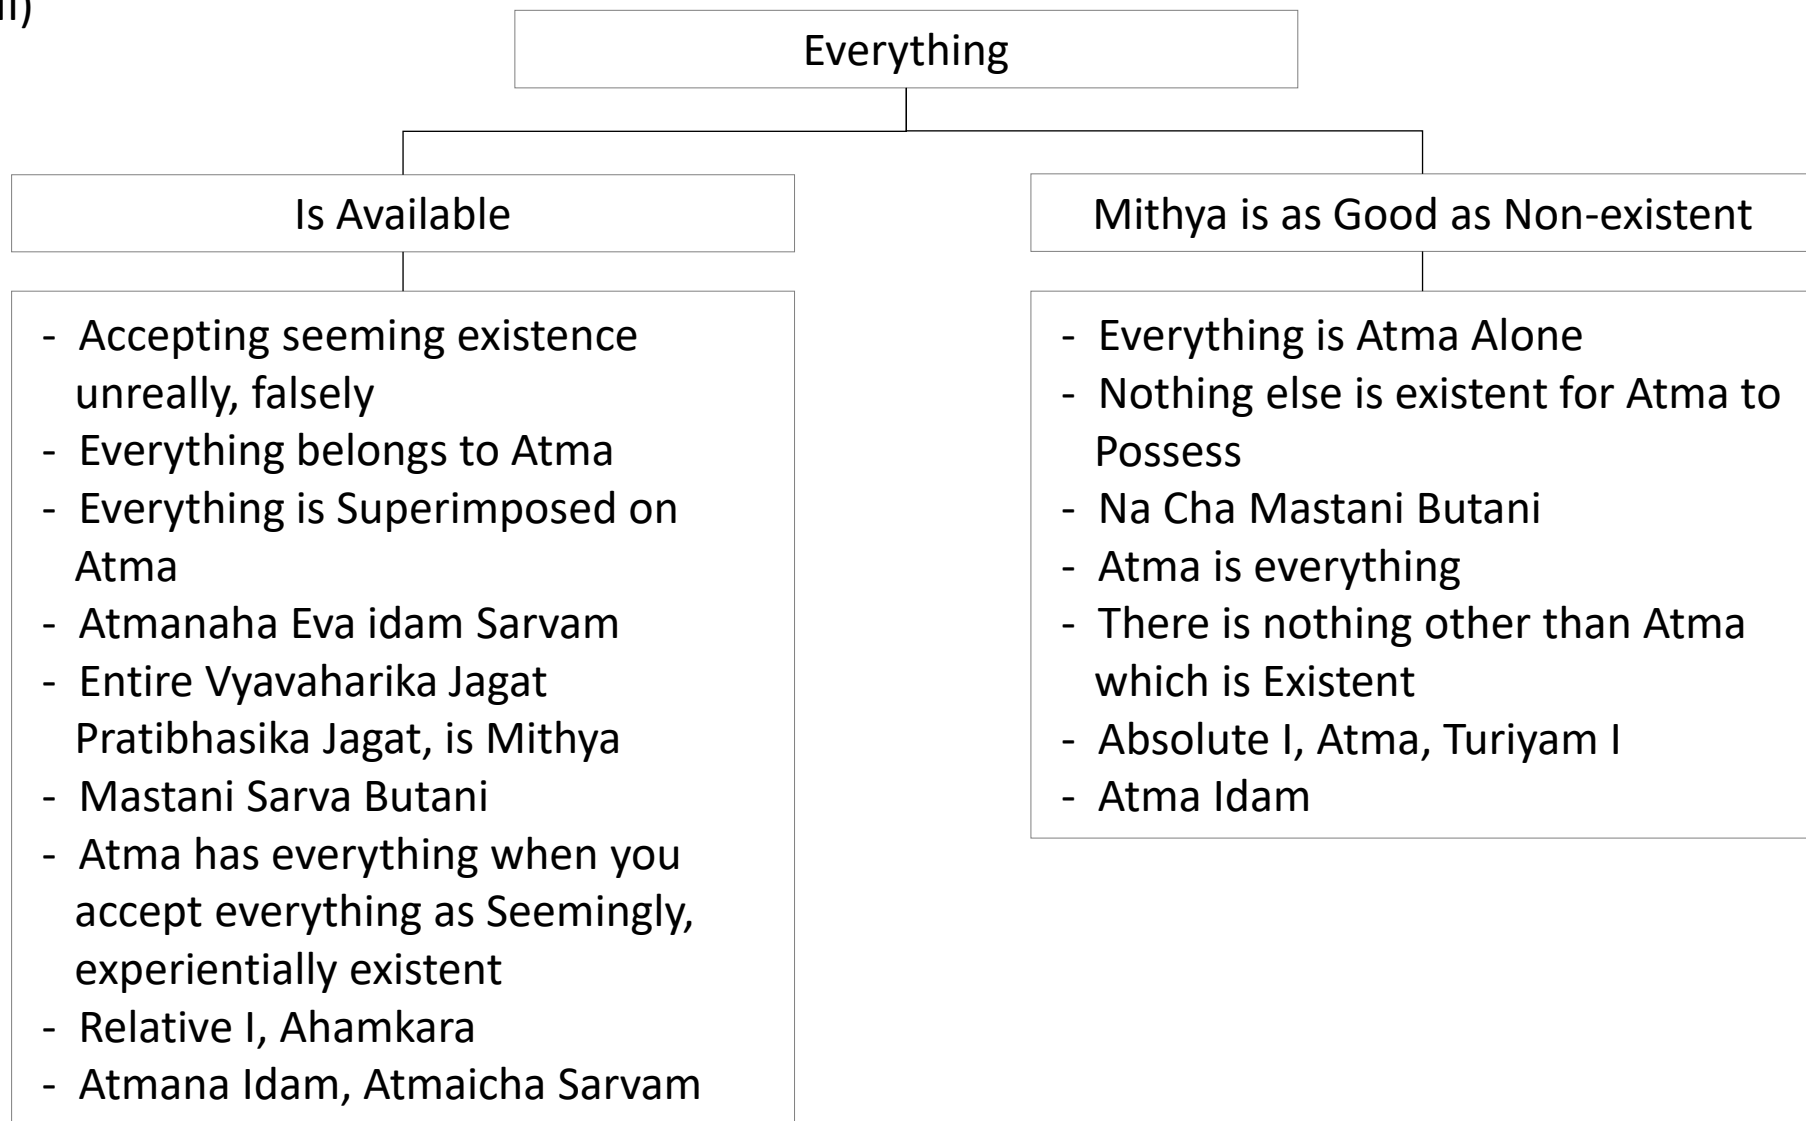 II)
Everything
Is Available
- Accepting seeming existence
unreally, falsely
- Everything belongs to Atma
- Everything is Superimposed on
Atma
- Atmanaha Eva idam Sarvam
- Entire Vyavaharika Jagat
Pratibhasika Jagat, is Mithya
- Mastani Sarva Butani
- Atma has everything when you
accept everything as Seemingly,
experientially existent
- Relative I, Ahamkara
- Atmana Idam, Atmaicha Sarvam
Mithya is as Good as Non-existent
- Everything is Atma Alone
- Nothing else is existent for Atma to
Possess
- Na Cha Mastani Butani
- Atma is everything
- There is nothing other than Atma
which is Existent
- Absolute I, Atma, Turiyam I
- Atma Idam